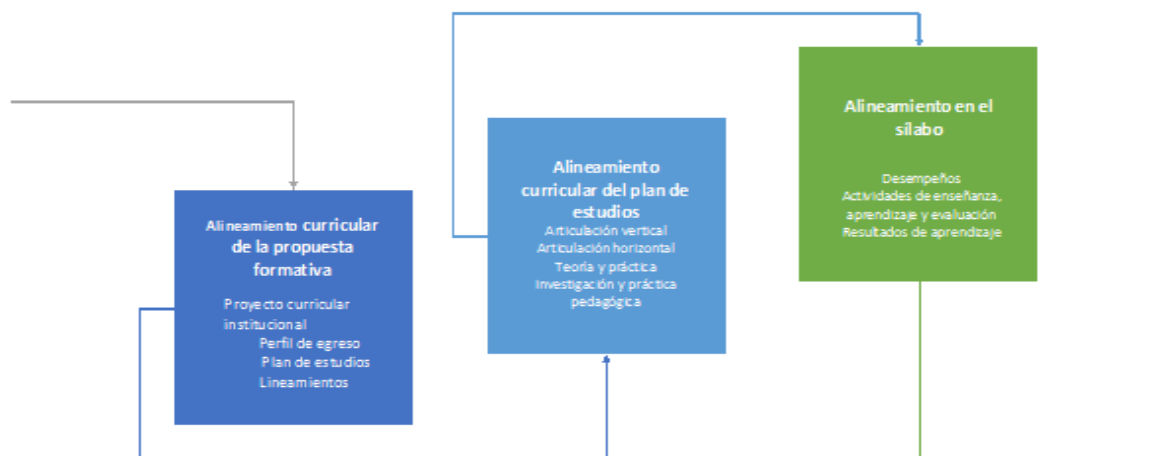 Alineamiento curricular
de la propuesta
formativa
Proyecto curricular
institucional
Perfil de egreso
Plan de estudios
Lineamientos
Alineamiento
curricular del plan de
estudios
Articulación vertical
Articulación horizontal
Teoría y práctica
Investigación y práctica
pedagógica
Alineamiento en el
sílabo
Desempeños
Actividades de enseñanza,
aprendizaje y evaluación
Resultados de aprendizaje